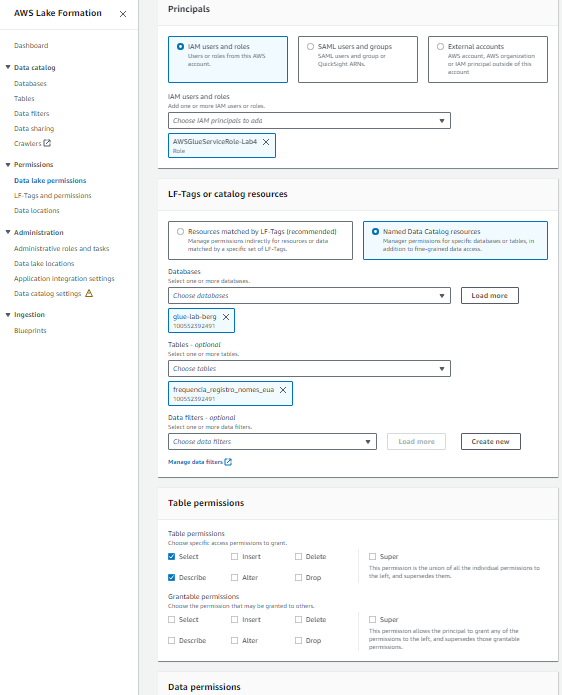 AWS Lake Formation
Dashboard
Data catalog
Databases
Tables
Data filters
Data sharing
Crawlers
Permissions
Data lake permissions
LF-Tags and permissions
Data locations
Administration
Administrative roles and tasks
Data lake locations
Application integration settings
Data catalog settings
Ingestion
Blueprints
Principals
IAM users and roles
Users or roles from this AWS
account.
SAML users and groups
SAML users and group or
QuickSight ARNs.
External accounts
AWS account, AWS organization
or IAM principal outside of this
account
IAM users and roles
Add one or more IAM users or roles.
Choose IAM principals to add
AWSGlueServiceRole-Lab4
Role
LF-Tags or catalog resources
Resources matched by LF-Tags (recommended)
Manage permissions indirectly for resources or data
matched by a specific set of LF-Tags.
Named Data Catalog resources
Manager permissions for specific databases or tables, in
addition to fine-grained data access.
Databases
Select one or more databases.
Choose databases
Load more
glue-lab-berg
100552392491
Tables - optional
Select one or more tables.
Choose tables
frequencia_registro_nomes_eua
100552392491
Data filters - optional
Select one or more data filters.
Choose data filters
Load more
Create new
Manage data filters
Table permissions
Table permissions
Choose specific access permissions to grant.
Select Insert Delete Super
This permission is the union of all the individual permissions to
the left, and supersedes them.
Describe Alter Drop
Grantable permissions
Choose the permission that may be granted to others.
Select Insert Delete Super
This permission allows the principal to grant any of the
permissions to the left, and supersedes those grantable
permissions.
Describe Alter Drop
Data permissions